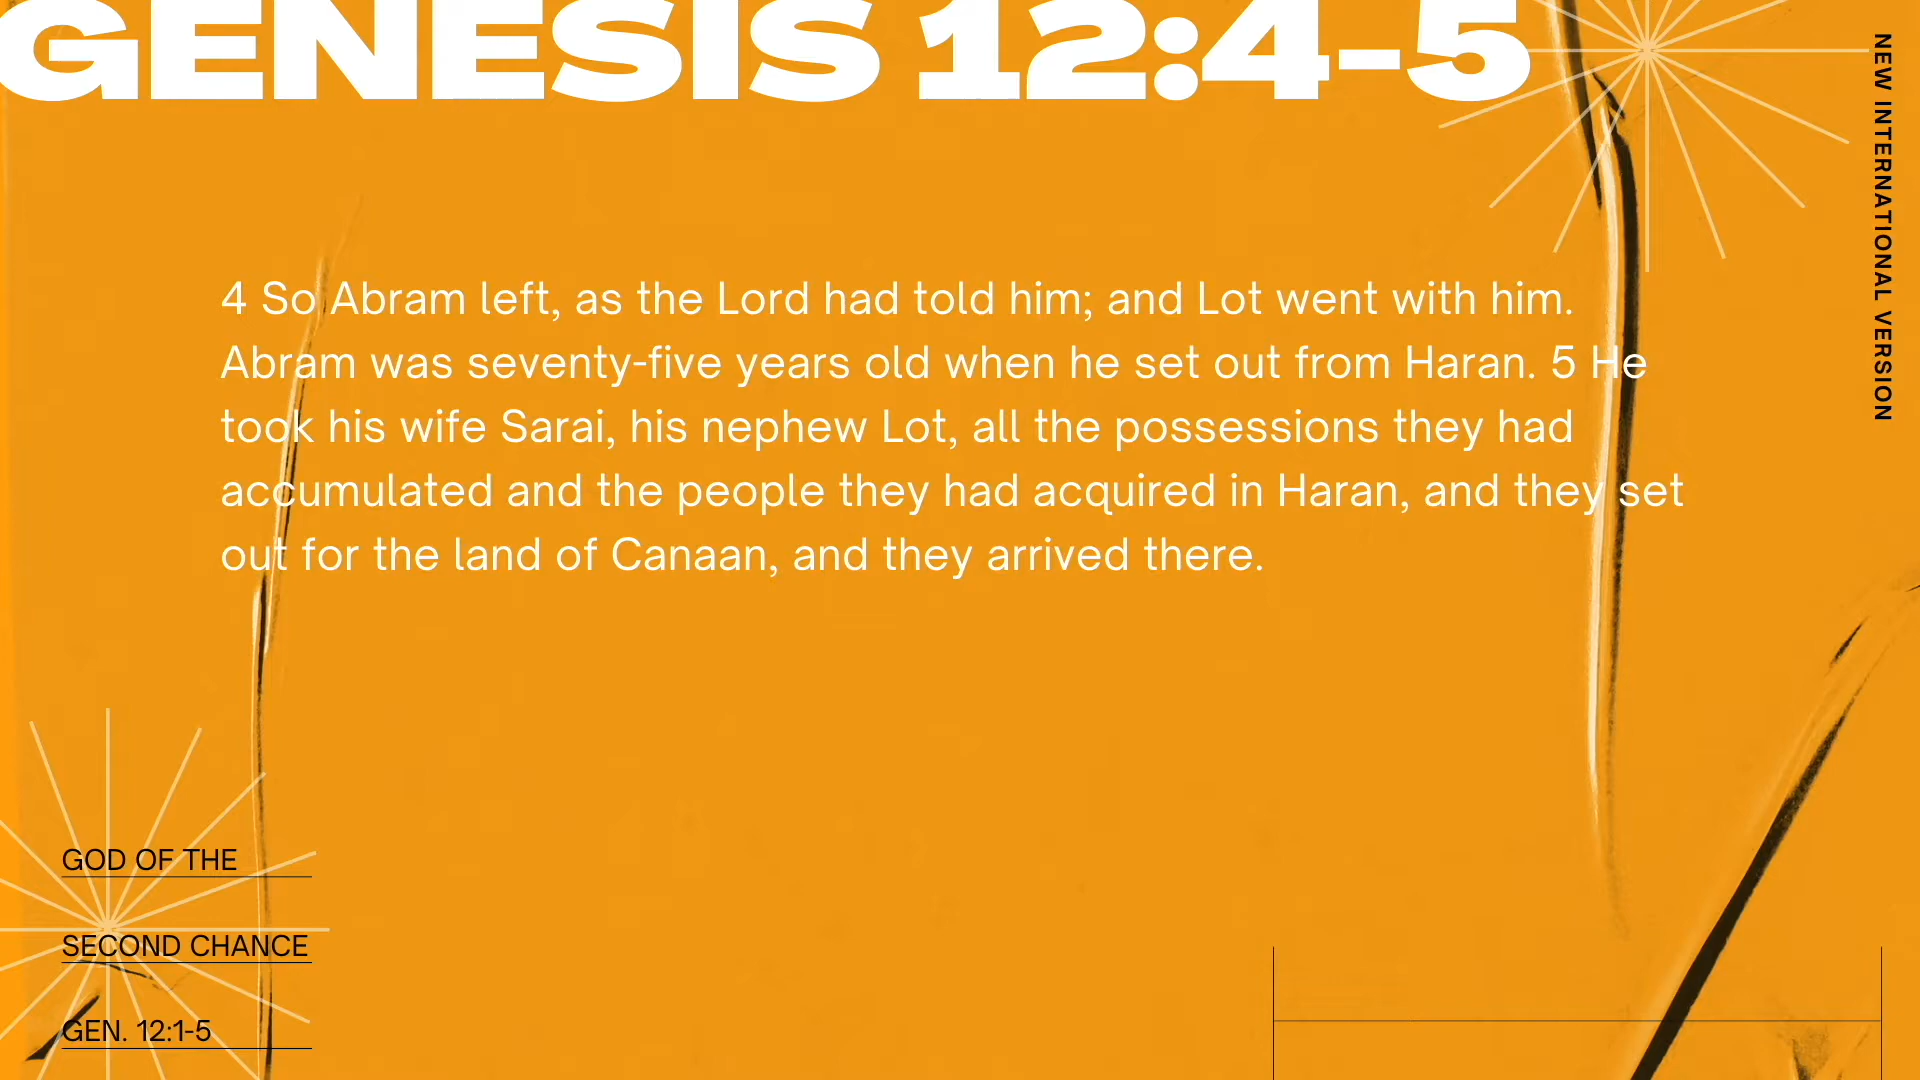 GENESIS 12:4-5
NEW INTERNATIONAL VERSION
4 So Abram left, as the Lord had told him; and Lot went with him.
Abram was seventy-five years old when he set out from Haran. 5 He
took his wife Sarai, his nephew Lot, all the possessions they had
accumulated and the people they had acquired in Haran, and they set
out for the land of Canaan, and they arrived there.
GOD OF THE
SECOND CHANCE
GEN. 12:1-5